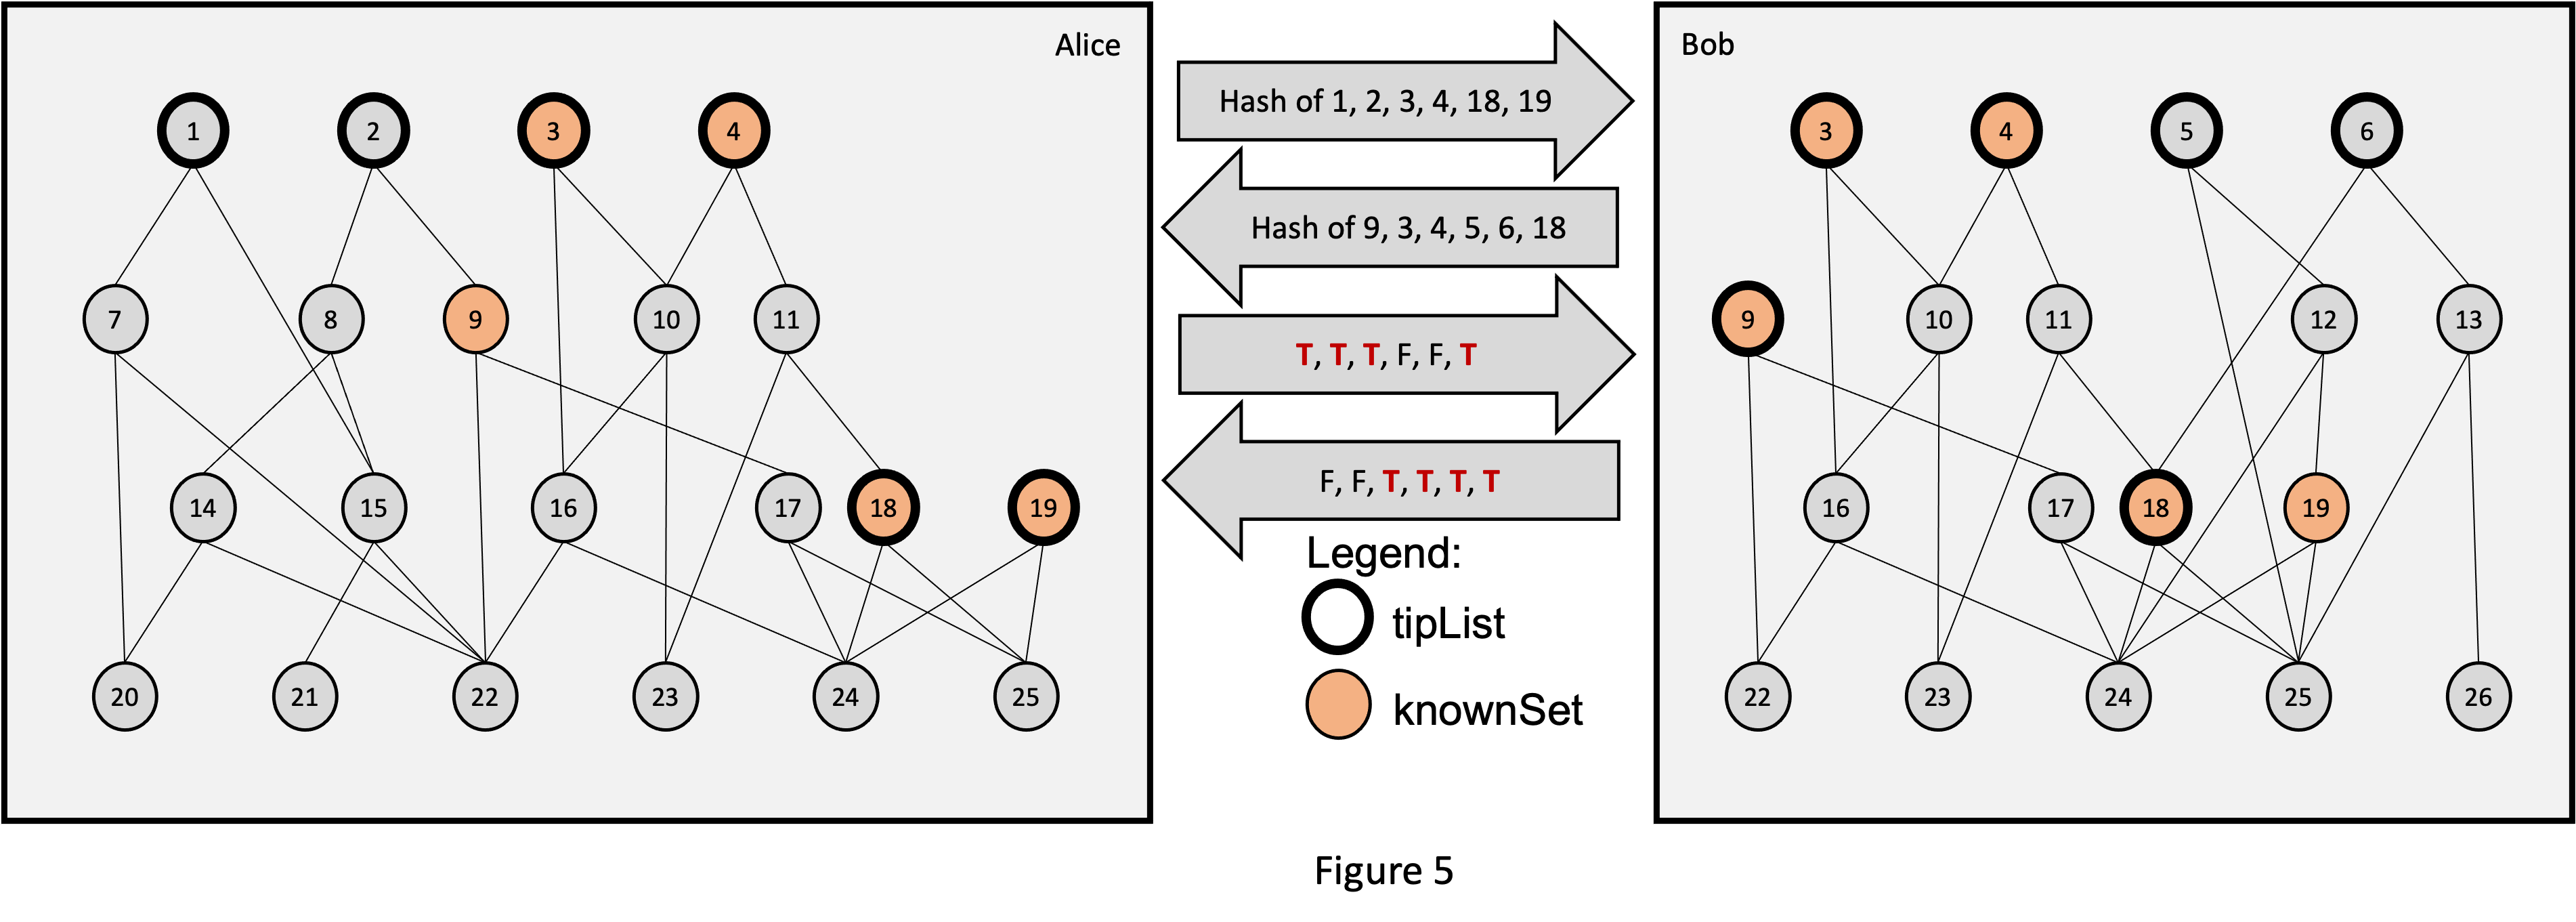 Alice
1 2 3 4
7 8 9 10 11
14 15 16 17 18 19
20 21 22 23 24 25
Hash of 1, 2, 3, 4, 18, 19
Hash of 9, 3, 4, 5, 6, 18
T, T, T, F, F, T
F, F, T, T, T, T
Legend:
tipList
knownSet
Bob
3 4 5 6
9 10 11 12 13
16 17 18 19
22 23 24 25 26
Figure 5